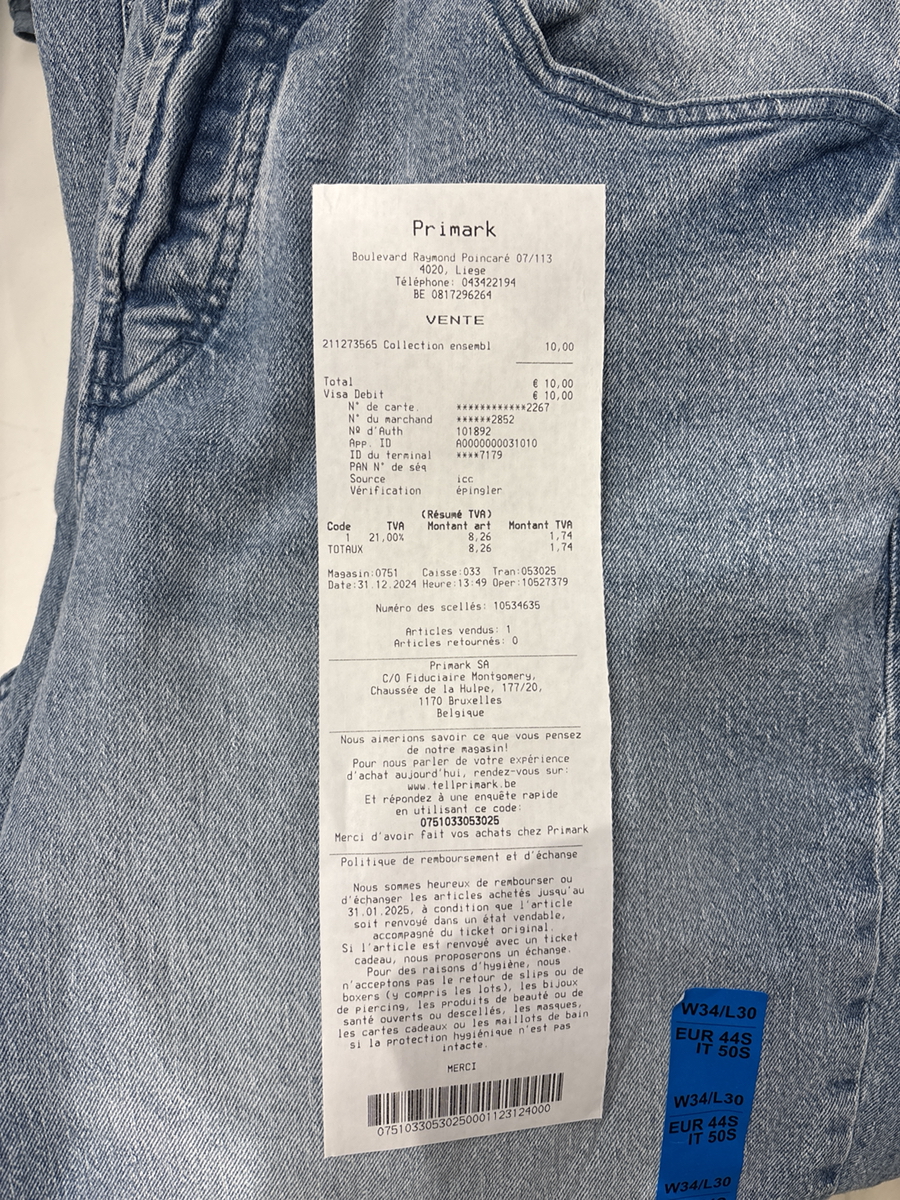 Primark
Boulevard Raymond Poincaré 07/113
4020, Liege
Téléphone: 043422194
BE 0817296264
VENTE
211273565 Collection ensembl 10,00
Total € 10,00
Visa Debit € 10,00
N° de carte. ************2267
N° du marchand ******2852
Nº d'Auth 101892
App. ID A0000000031010
ID du terminal ****7179
PAN N° de séq
Source icc
Vérification épingler
(Résumé TVA)
Code TVA Montant art Montant TVA
1 21,00% 8,26 1,74
TOTAUX 8,26 1,74
Magasin:0751 Caisse:033 Tran:053025
Date:31.12.2024 Heure:13:49 Oper:10527379
Numéro des scellés: 10534635
Articles vendus: 1
Articles retournés: 0
Primark SA
C/O Fiduciaire Montgomery,
Chaussée de la Hulpe, 177/20,
1170 Bruxelles
Belgique
Nous aimerions savoir ce que vous pensez
de notre magasin!
Pour nous parler de votre expérience
d'achat aujourd'hui, rendez-vous sur:
www.tellprimark.be
Et répondez à une enquête rapide
en utilisant ce code:
0751033053025
Merci d'avoir fait vos achats chez Primark
Politique de remboursement et d'échange
Nous sommes heureux de rembourser ou
d'échanger les articles achetés jusqu'au
31.01.2025, à condition que l'article
soit renvoyé dans un état vendable,
accompagné du ticket original.
Si l'article est renvoyé avec un ticket
cadeau, nous proposerons un échange.
Pour des raisons d'hygiène, nous
n'acceptons pas le retour de slips ou de
boxers (y compris les lots), les bijoux
de piercing, les produits de beauté ou de
santé ouverts ou descellés, les masques,
les cartes cadeaux ou les maillots de bain
si la protection hygiénique n'est pas
intacte.
MERCI
07510330530250001123124000
W34/L30
EUR 44S
IT 50S
W34/L30
EUR 44S
IT 50S
W34/L30